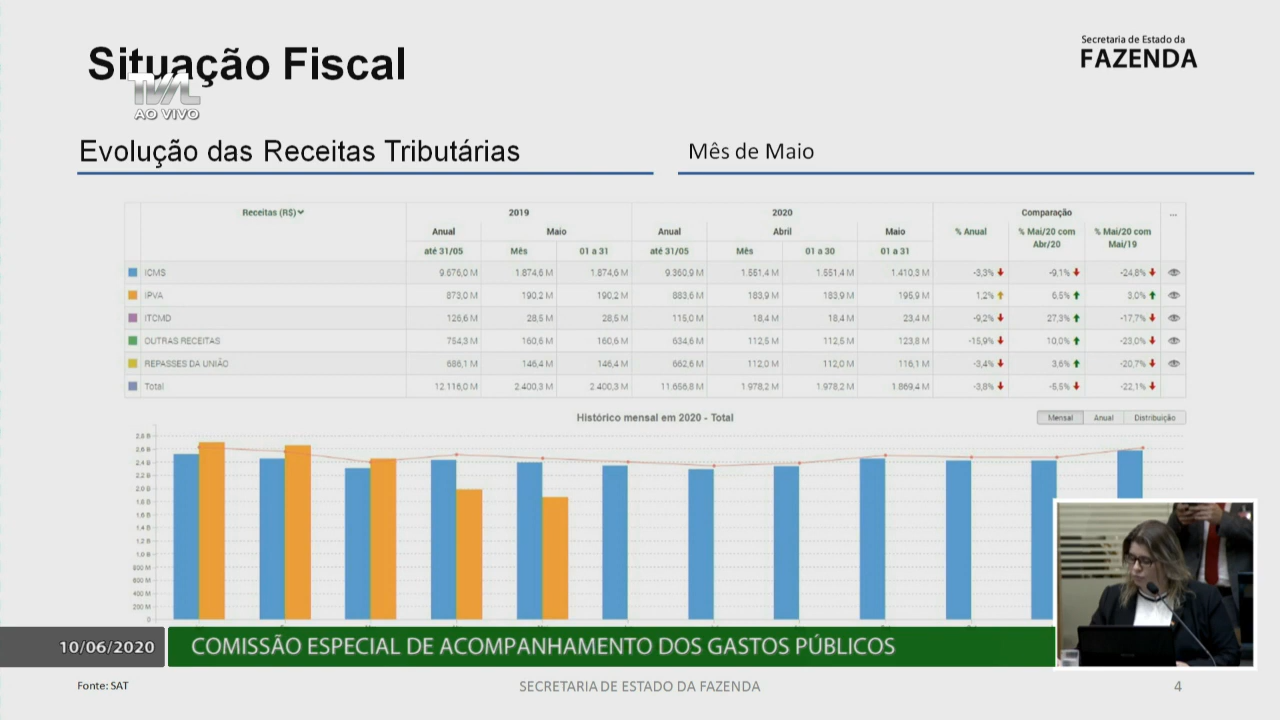 Situação Fiscal
Secretaria de Estado da
FAZENDA
TVAL
AO VIVO
Evolução das Receitas Tributárias
Mês de Maio
Receitas (R$) 2019 2020 Comparação ...
Anual Maio Anual Abril Maio % Anual % Mai/20 com Abr/20 % Mai/20 com Mai/19
até 31/05 Mês 01 a 31 até 31/05 Mês 01 a 30 01 a 31
ICMS 9.676,0 M 1.874,6 M 1.874,6 M 9.360,9 M 1.551,4 M 1.551,4 M 1.410,3 M -3,3% -9,1% -24,8%
IPVA 873,0 M 190,2 M 190,2 M 883,6 M 183,9 M 183,9 M 195,9 M 1,2% 6,5% 3,0%
ITCMD 126,6 M 28,5 M 28,5 M 115,0 M 18,4 M 18,4 M 23,4 M -9,2% 27,3% -17,7%
OUTRAS RECEITAS 754,3 M 160,6 M 160,6 M 634,6 M 112,5 M 112,5 M 123,8 M -15,9% 10,0% -23,0%
REPASSES DA UNIÃO 686,1 M 146,4 M 146,4 M 662,6 M 112,0 M 112,0 M 116,1 M -3,4% 3,6% -20,7%
Total 12.116,0 M 2.400,3 M 2.400,3 M 11.656,8 M 1.978,2 M 1.978,2 M 1.869,4 M -3,8% -5,5% -22,1%
Histórico mensal em 2020 - Total
Mensal Anual Distribuição
2,8 B
2,6 B
2,4 B
2,2 B
2,0 B
1,8 B
1,6 B
1,4 B
1,2 B
1,0 B
800 M
600 M
400 M
200 M
0
10/06/2020
COMISSÃO ESPECIAL DE ACOMPANHAMENTO DOS GASTOS PÚBLICOS
Fonte: SAT
SECRETARIA DE ESTADO DA FAZENDA
4